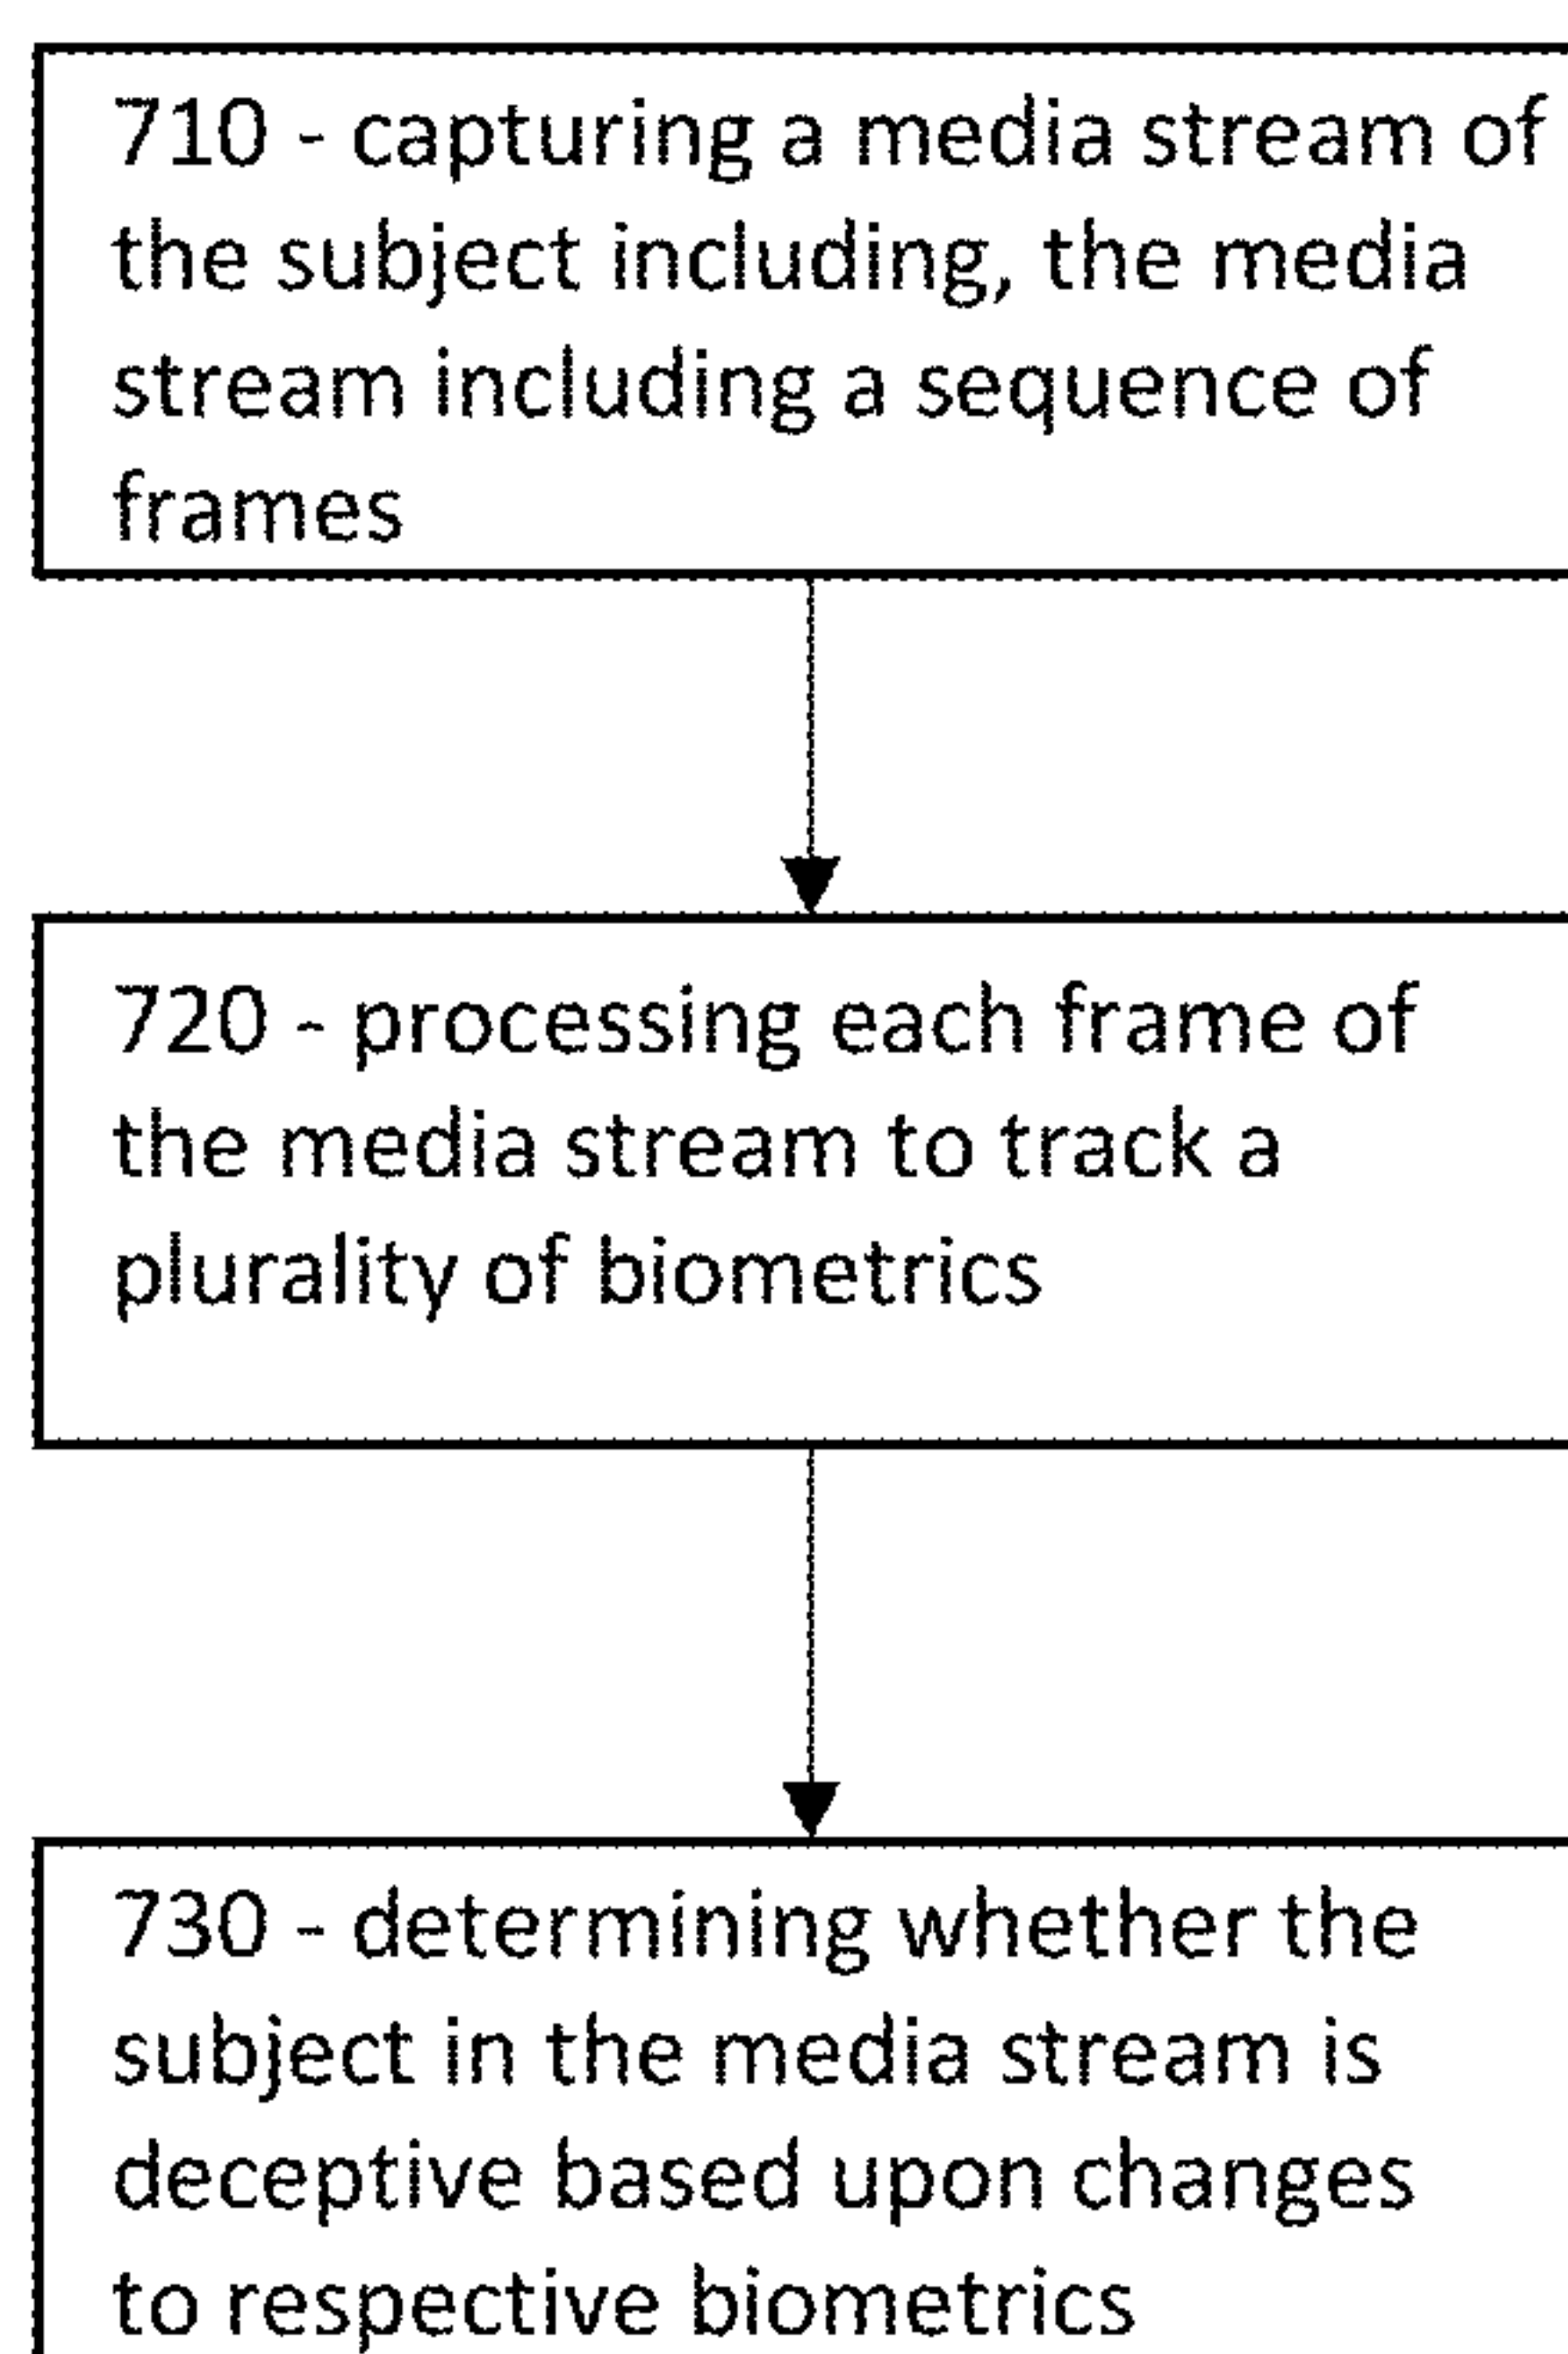 710 - capturing a media stream of
the subject including, the media
stream including a sequence of
frames
720 - processing each frame of
the media stream to track a
plurality of biometrics
730 - determining whether the
subject in the media stream is
deceptive based upon changes
to respective biometrics